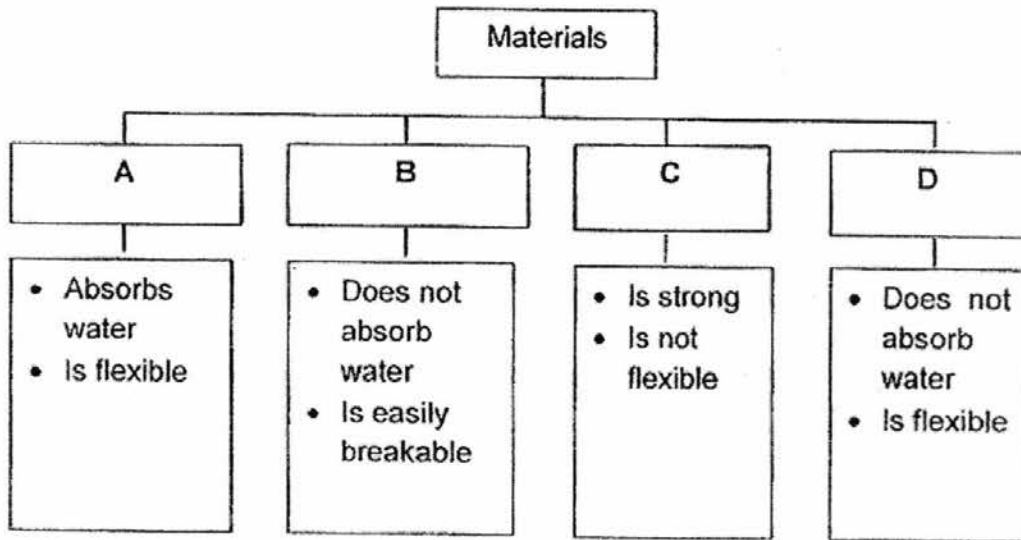 Materials
A
B
C
D
• Absorbs
water
• Is flexible
• Does not
absorb
water
• Is easily
breakable
• Is strong
• Is not
flexible
• Does not
absorb
water
• Is flexible